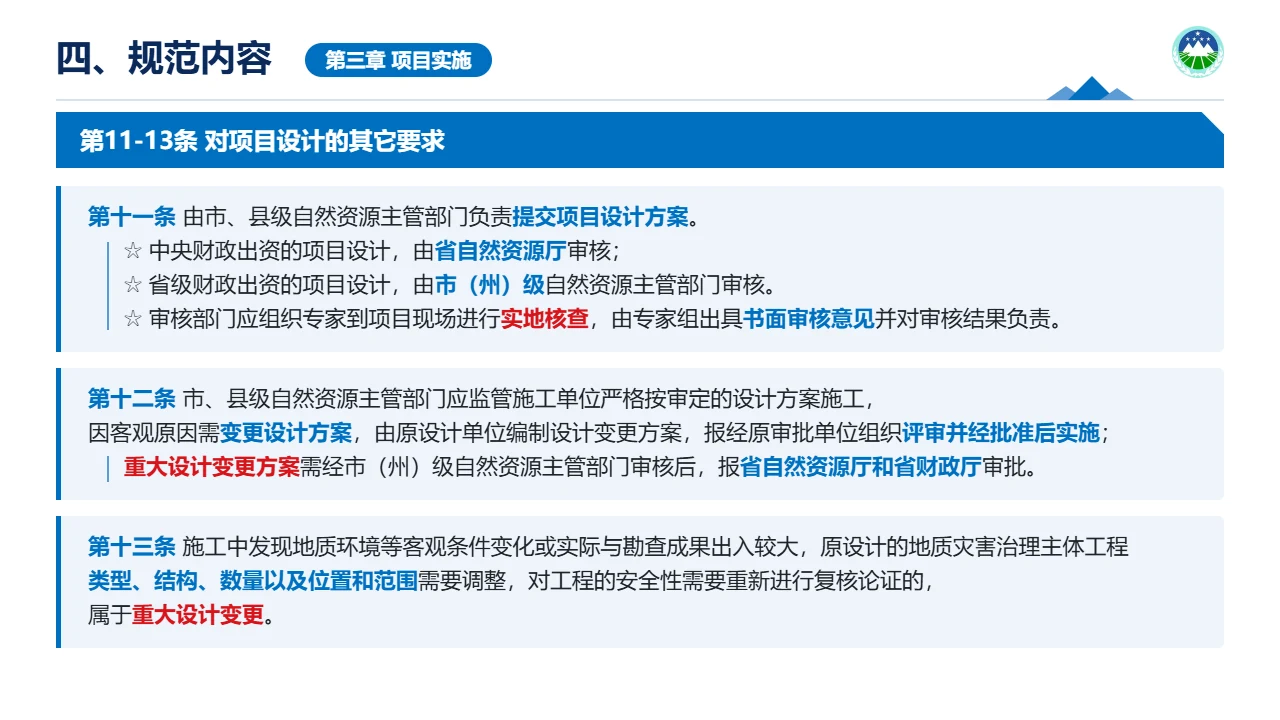 四、规范内容
第三章 项目实施
第11-13条 对项目设计的其它要求
第十一条 由市、县级自然资源主管部门负责提交项目设计方案。
☆ 中央财政出资的项目设计，由省自然资源厅审核；
☆ 省级财政出资的项目设计，由市（州）级自然资源主管部门审核。
☆ 审核部门应组织专家到项目现场进行实地核查，由专家组出具书面审核意见并对审核结果负责。
第十二条 市、县级自然资源主管部门应监管施工单位严格按审定的设计方案施工，
因客观原因需变更设计方案，由原设计单位编制设计变更方案，报经原审批单位组织评审并经批准后实施；
重大设计变更方案需经市（州）级自然资源主管部门审核后，报省自然资源厅和省财政厅审批。
第十三条 施工中发现地质环境等客观条件变化或实际与勘查成果出入较大，原设计的地质灾害治理主体工程
类型、结构、数量以及位置和范围需要调整，对工程的安全性需要重新进行复核论证的，
属于重大设计变更。